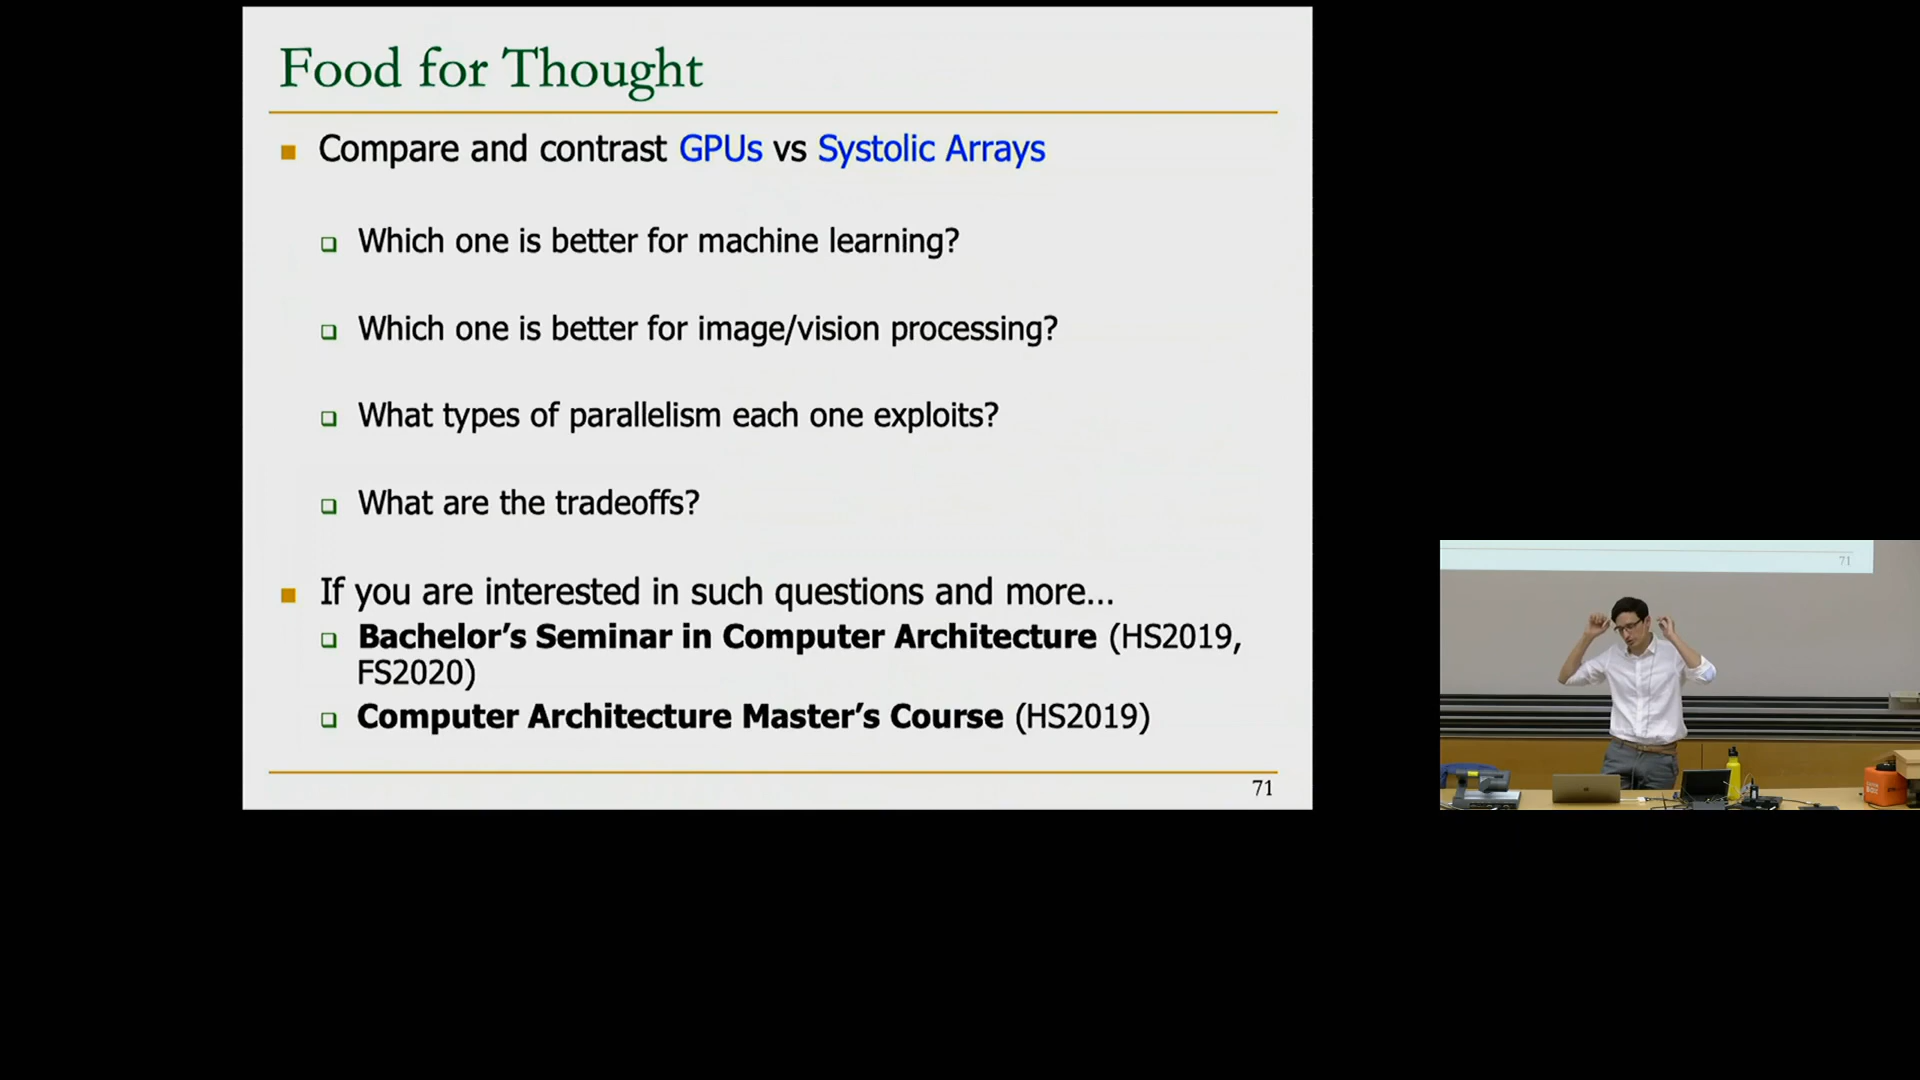 Food for Thought
Compare and contrast GPUs vs Systolic Arrays
Which one is better for machine learning?
Which one is better for image/vision processing?
What types of parallelism each one exploits?
What are the tradeoffs?
If you are interested in such questions and more...
Bachelor's Seminar in Computer Architecture (HS2019,
FS2020)
Computer Architecture Master's Course (HS2019)
71
71